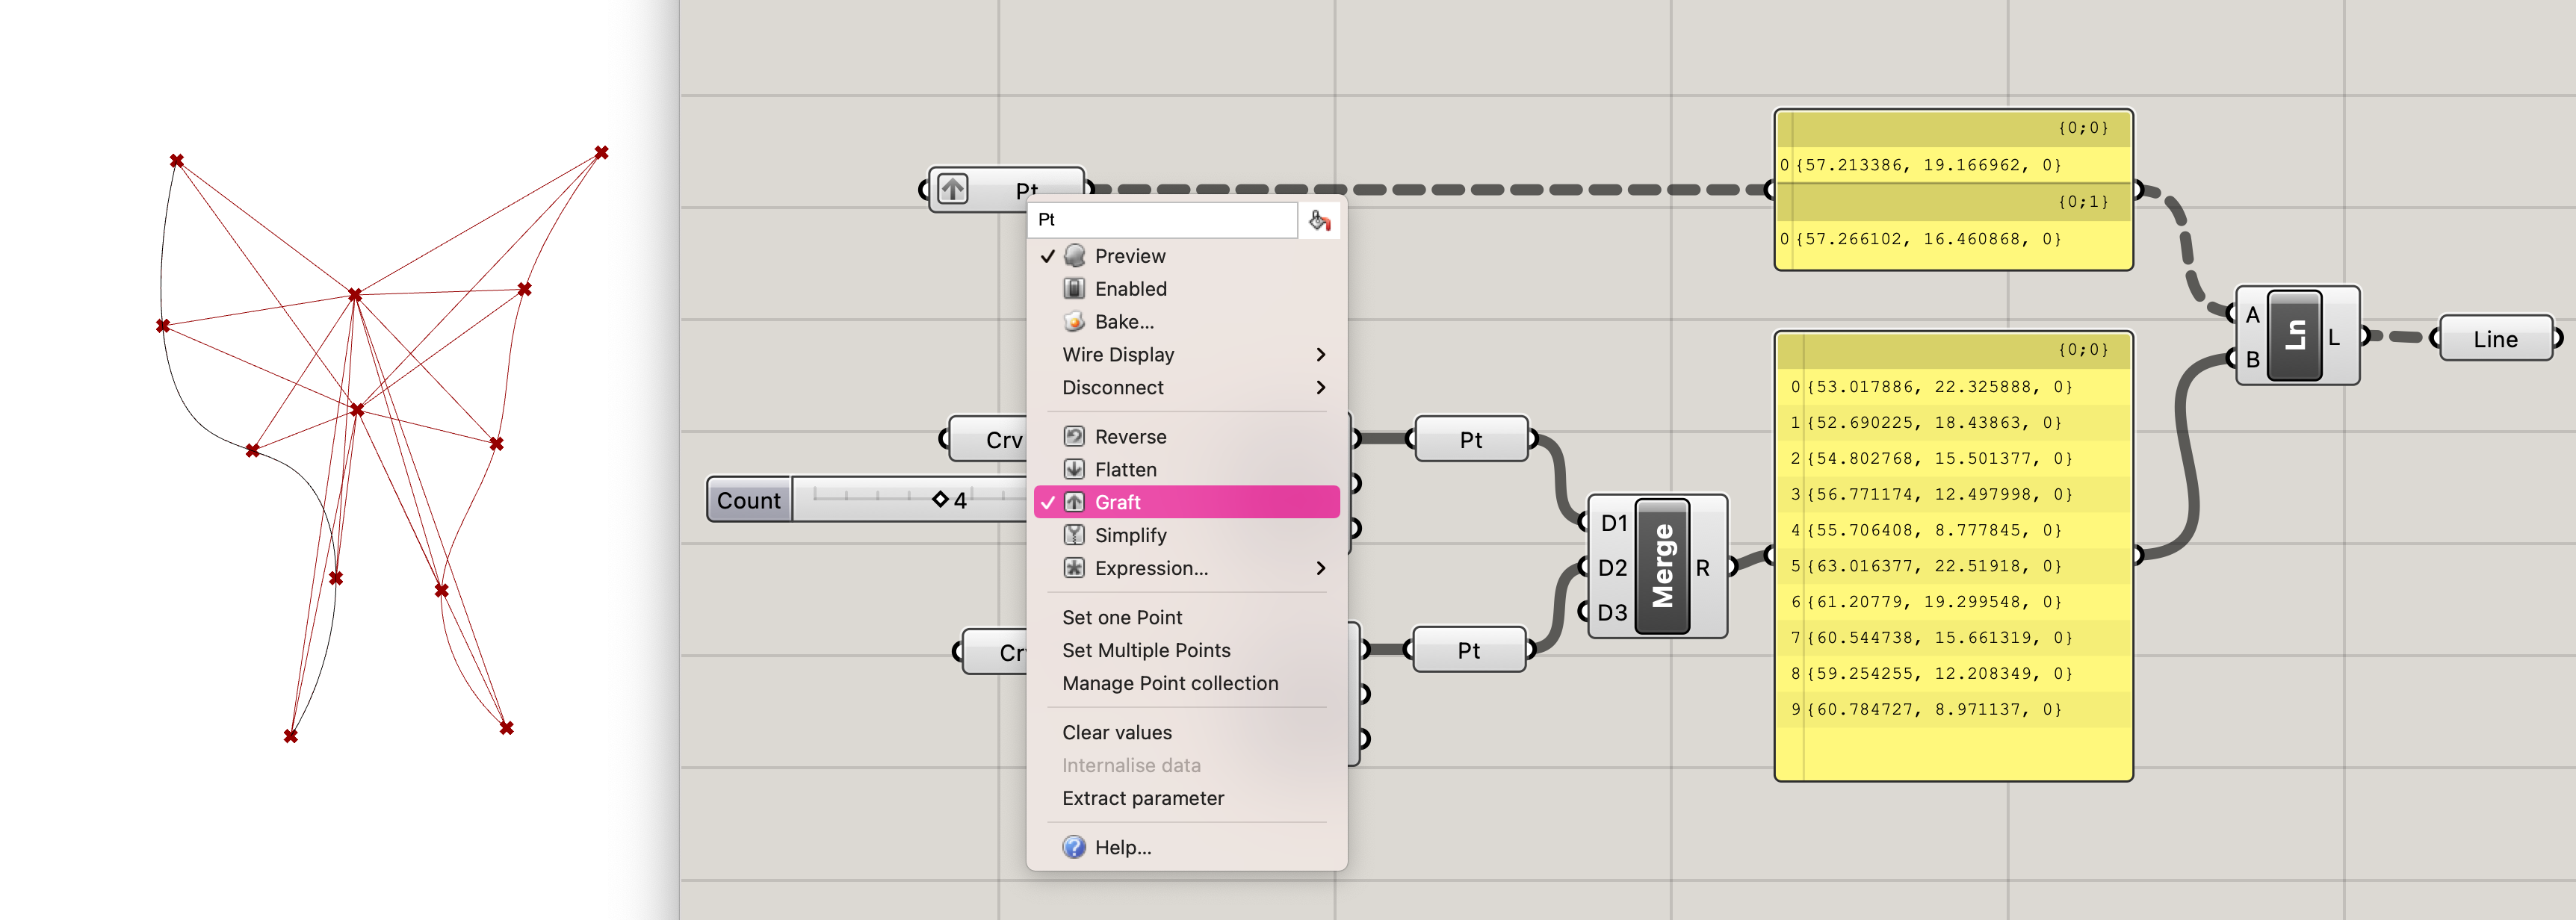 Pt
Pt
Preview
Enabled
Bake...
Wire Display
Disconnect
Reverse
Flatten
Graft
Simplify
Expression...
Set one Point
Set Multiple Points
Manage Point collection
Clear values
Internalise data
Extract parameter
Help...
Crv
Count
4
Pt
Pt
D1
D2
D3
Merge
R
{0;0}
0 {57.213386, 19.166962, 0}
{0;1}
0 {57.266102, 16.460868, 0}
{0;0}
0 {53.017886, 22.325888, 0}
1 {52.690225, 18.43863, 0}
2 {54.802768, 15.501377, 0}
3 {56.771174, 12.497998, 0}
4 {55.706408, 8.777845, 0}
5 {63.016377, 22.51918, 0}
6 {61.20779, 19.299548, 0}
7 {60.544738, 15.661319, 0}
8 {59.254255, 12.208349, 0}
9 {60.784727, 8.971137, 0}
A
B
Ln
L
Line